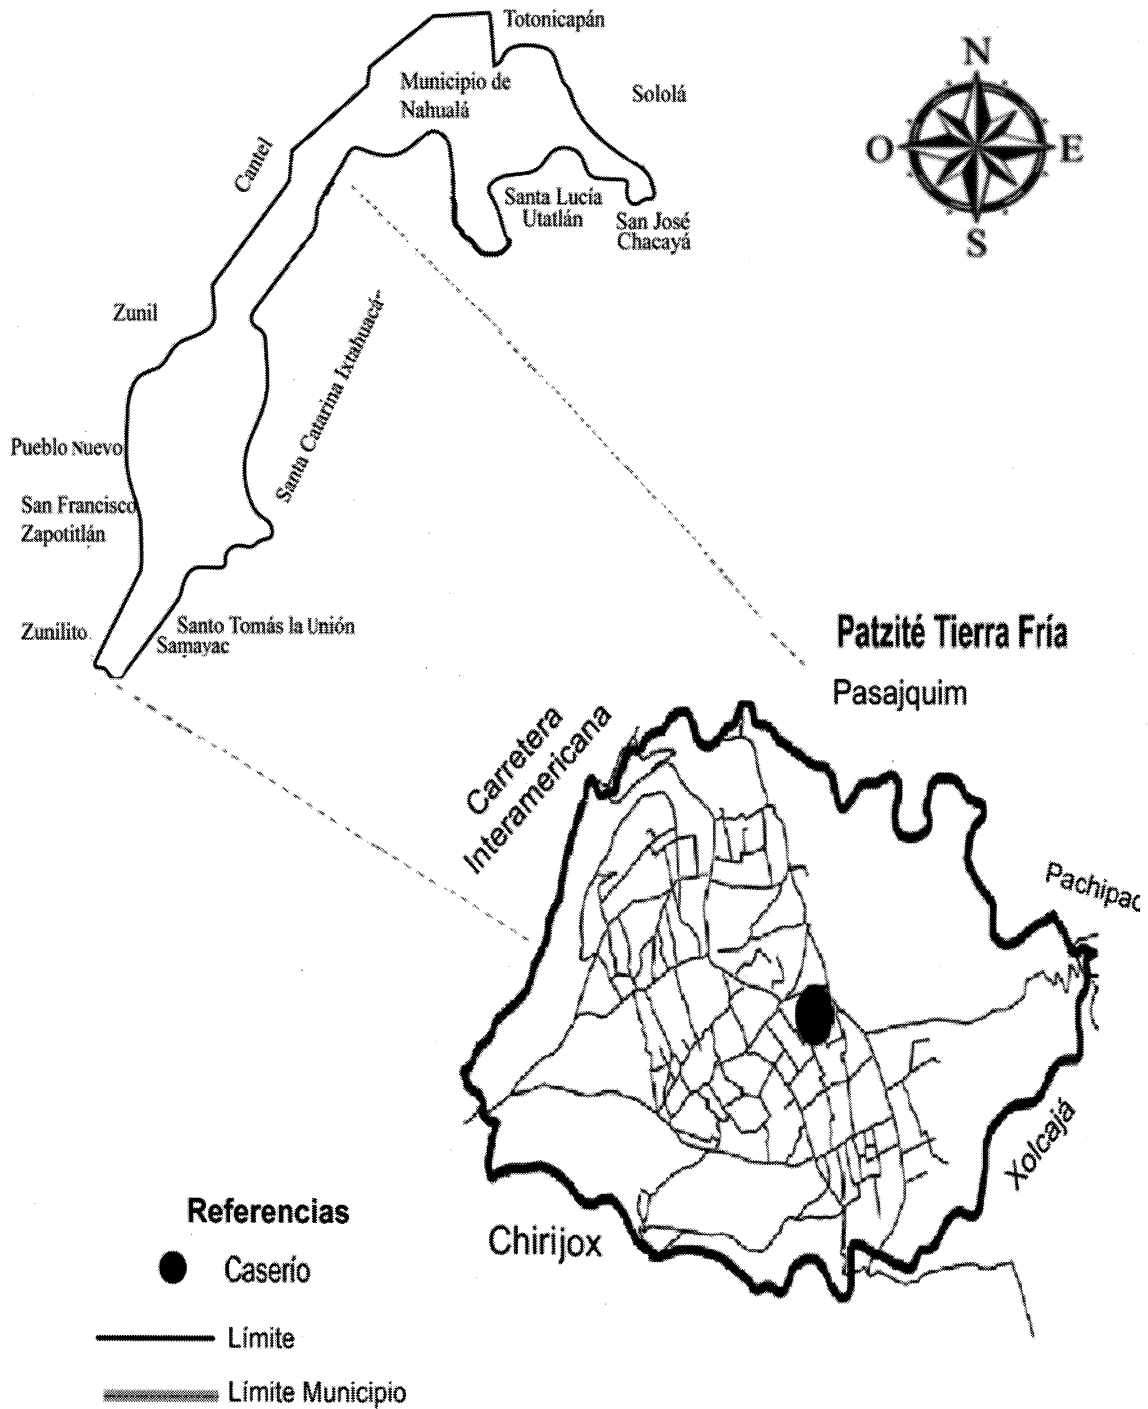 Totonicapán
Municipio de
Nahualá
Sololá
N
O
E
S
Cantel
Santa Lucía
Utatlán
San José
Chacayá
Zunil
Santa Catarina Ixtahuacá
Pueblo Nuevo
San Francisco
Zapotitlán
Zunilito
Santo Tomás la Unión
Samayac
Patzité Tierra Fría
Pasajquim
Carretera
Interamericana
Pachipac
Xolcajá
Chirijox
Referencias
Caserío
Límite
Límite Municipio